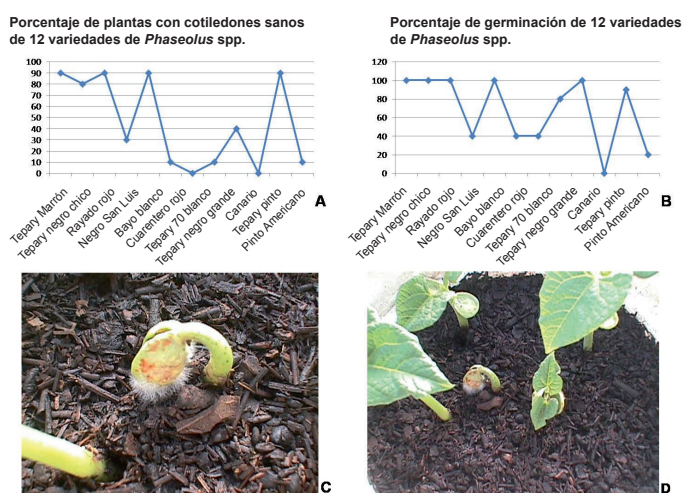 Porcentaje de plantas con cotiledones sanos
de 12 variedades de Phaseolus spp.
100
90
80
70
60
50
40
30
20
10
0
Tepary Marrón
Tepary negro chico
Rayado rojo
Negro San Luis
Bayo blanco
Cuarentero rojo
Tepary 70 blanco
Tepary negro grande
Canario
Tepary pinto
Pinto Americano
A
Porcentaje de germinación de 12 variedades
de Phaseolus spp.
120
100
80
60
40
20
0
Tepary Marrón
Tepary negro chico
Rayado rojo
Negro San Luis
Bayo blanco
Cuarentero rojo
Tepary 70 blanco
Tepary negro grande
Canario
Tepary pinto
Pinto Americano
B
C
D